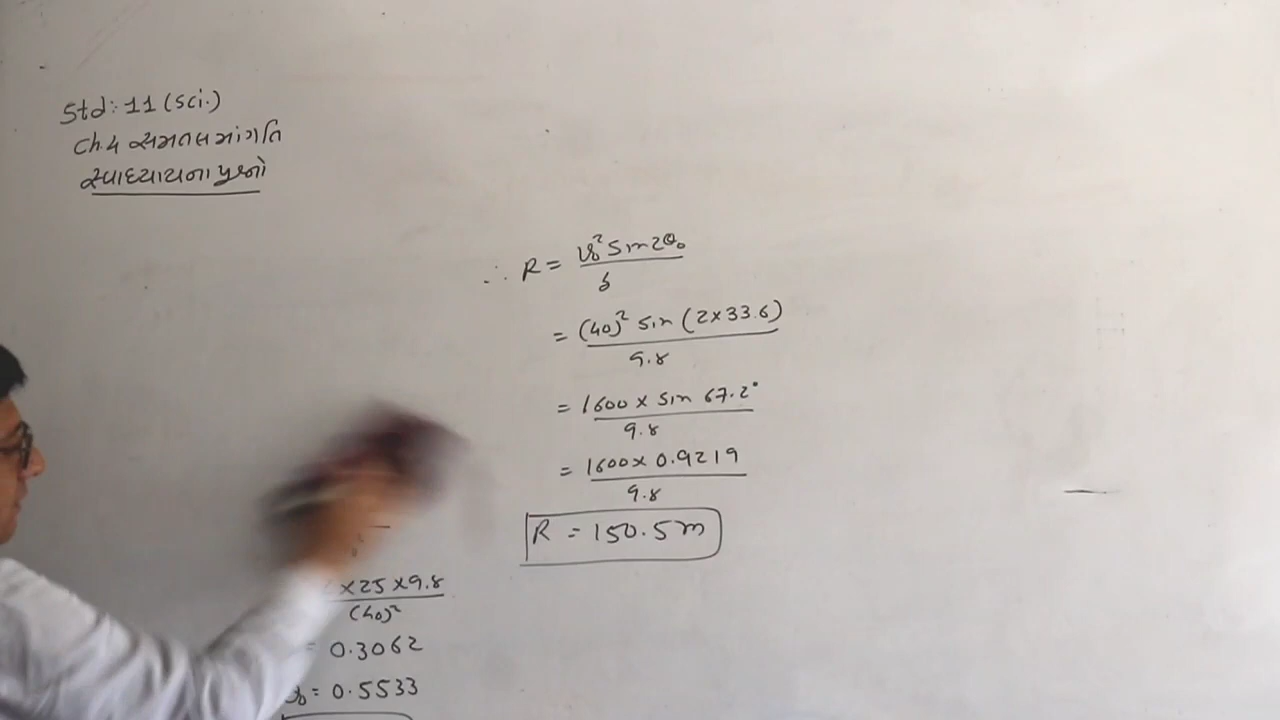 Std: 11 (Sci.)
Ch.4 સમતલમાં ગતિ
સ્વાધ્યાયના પ્રશ્નો
∴ R = v₀² sin 2θ₀ / g
= (40)² sin (2×33.6) / 9.8
= 1600 × sin 67.2° / 9.8
= 1600 × 0.9219 / 9.8
R = 150.5 m
×25×9.8 / (40)²
= 0.3062
= 0.5533